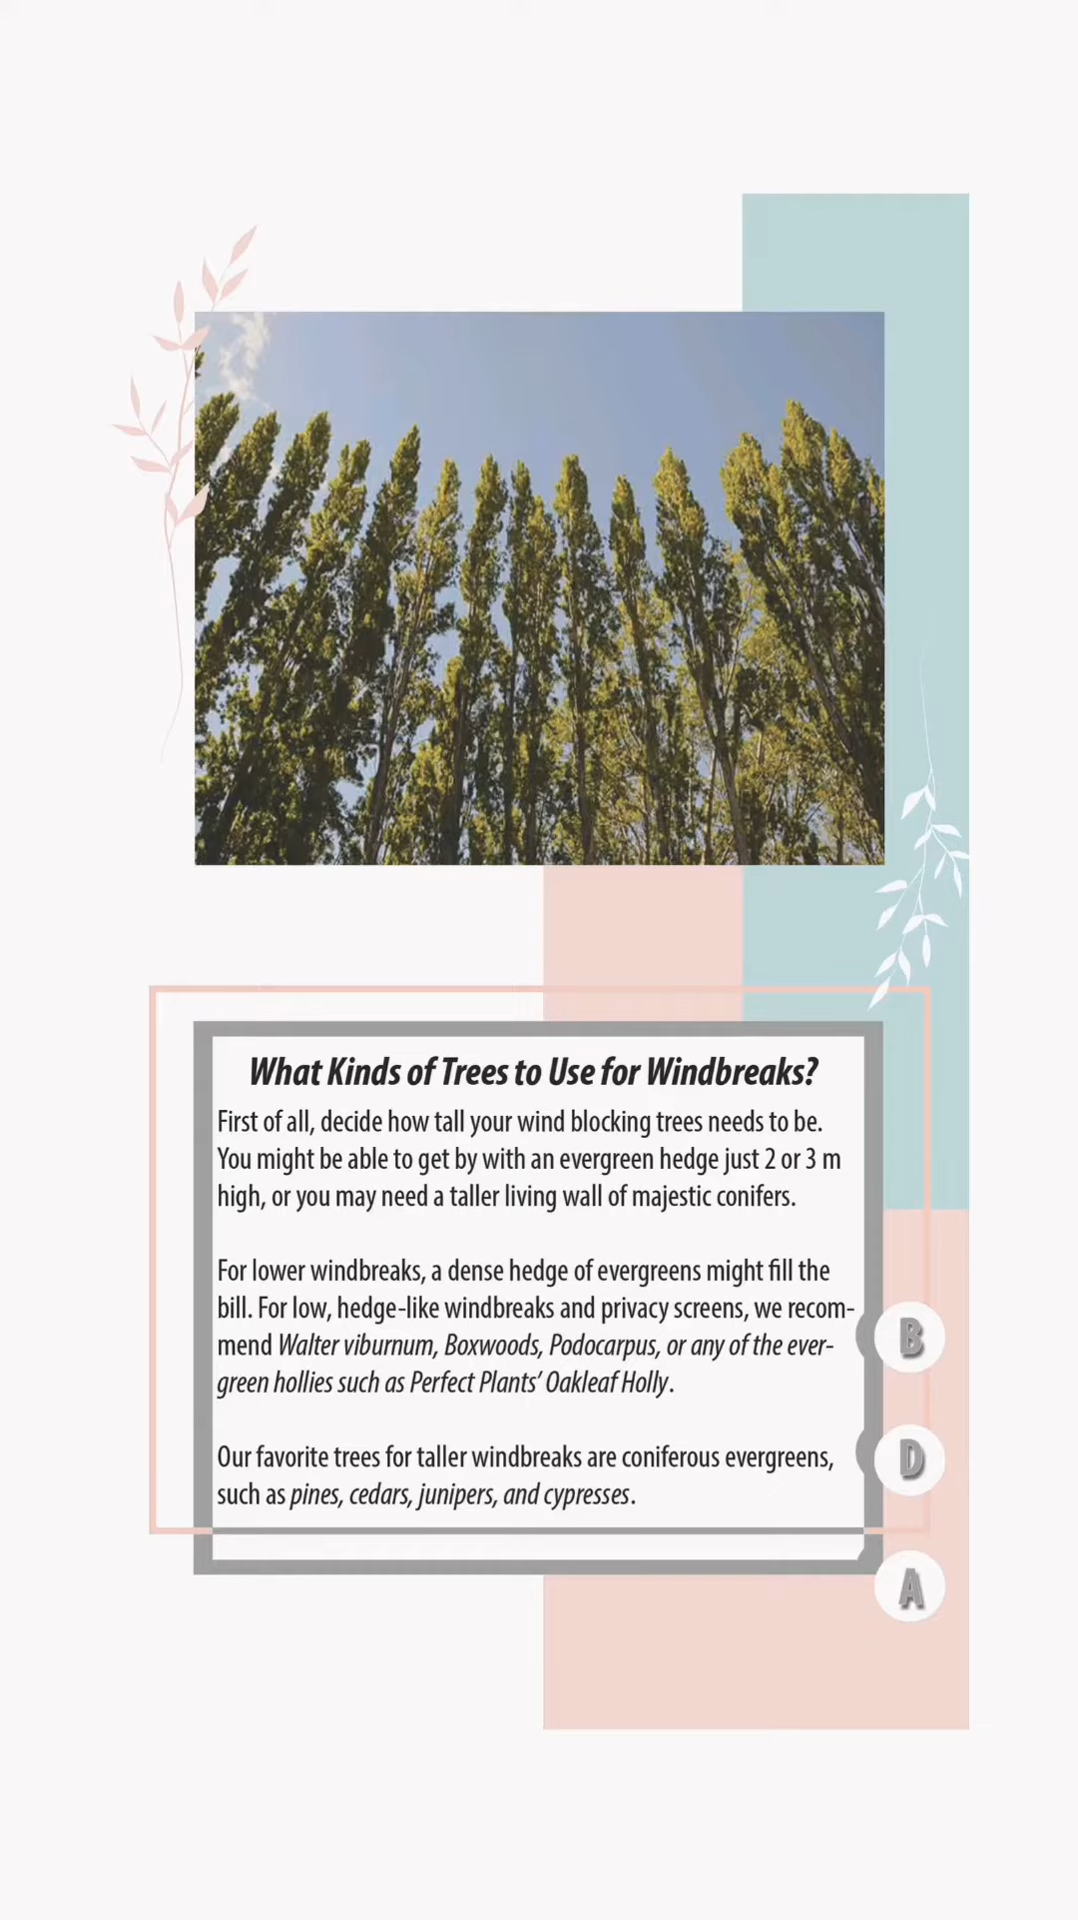 What Kinds of Trees to Use for Windbreaks?
First of all, decide how tall your wind blocking trees needs to be.
You might be able to get by with an evergreen hedge just 2 or 3 m
high, or you may need a taller living wall of majestic conifers.
For lower windbreaks, a dense hedge of evergreens might fill the
bill. For low, hedge-like windbreaks and privacy screens, we recom-
mend Walter viburnum, Boxwoods, Podocarpus, or any of the ever-
green hollies such as Perfect Plants' Oakleaf Holly.
Our favorite trees for taller windbreaks are coniferous evergreens,
such as pines, cedars, junipers, and cypresses.
B
D
A